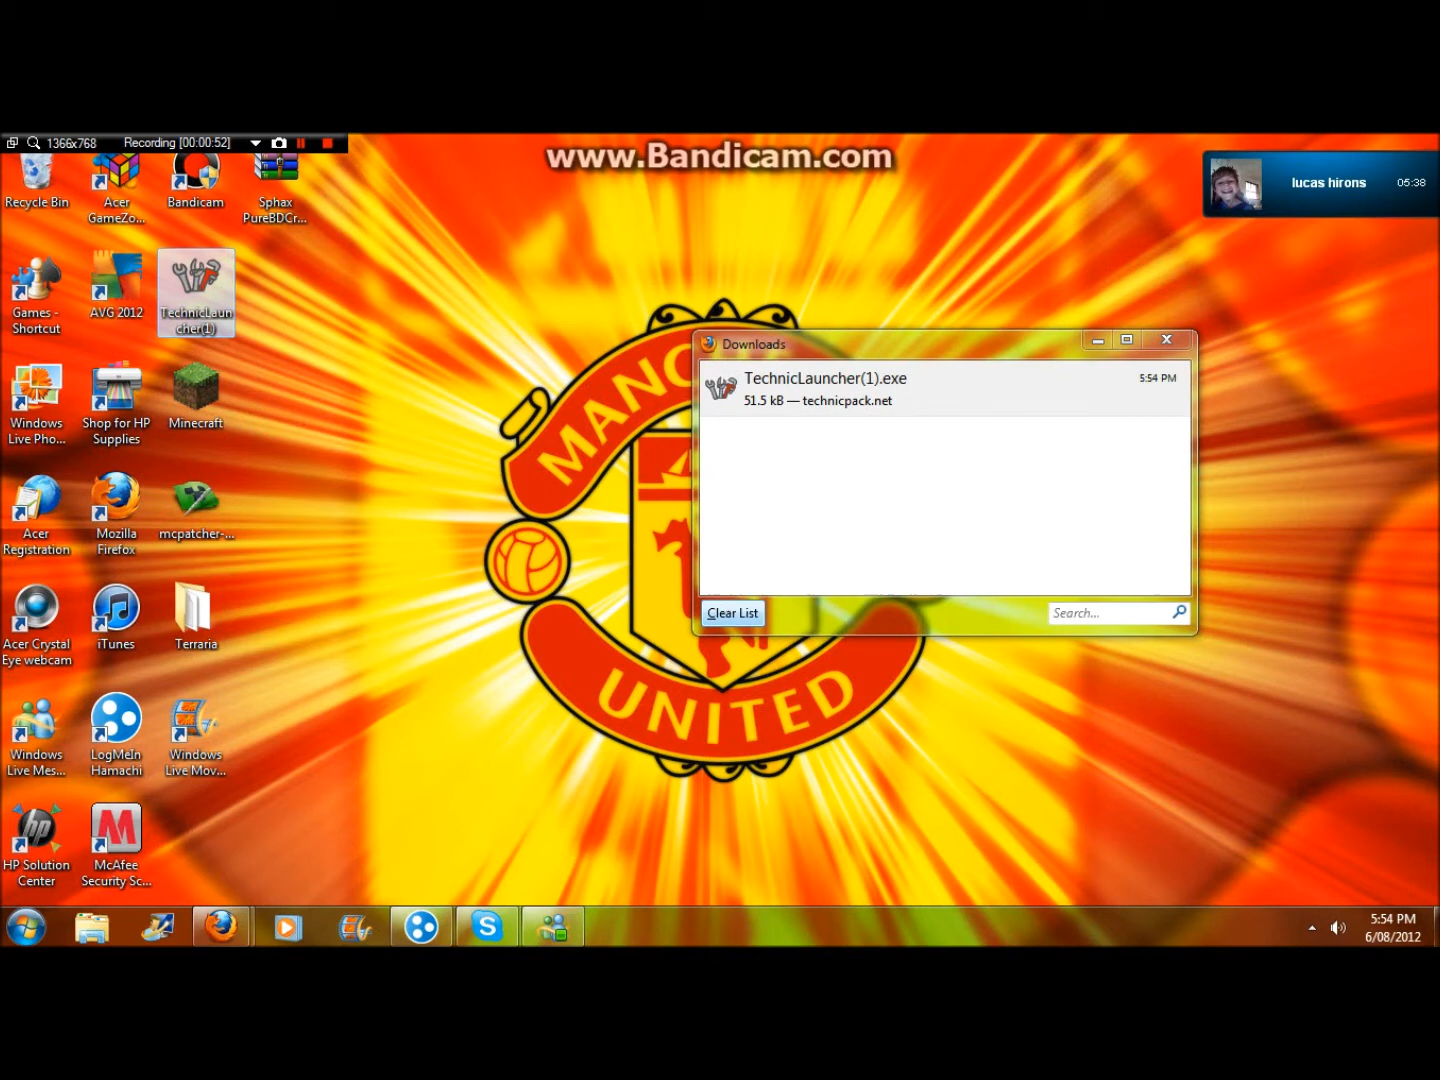 1366x768
Recording [00:00:52]
www.Bandicam.com
lucas hirons
05:38
Recycle Bin
Acer
GameZo...
Bandicam
Sphax
PureBDCr...
Games -
Shortcut
AVG 2012
TechnicLaun
cher(1)
Windows
Live Pho...
Shop for HP
Supplies
Minecraft
Acer
Registration
Mozilla
Firefox
mcpatcher-...
Acer Crystal
Eye webcam
iTunes
Terraria
Windows
Live Mes...
LogMeIn
Hamachi
Windows
Live Mov...
HP Solution
Center
McAfee
Security Sc...
Downloads
TechnicLauncher(1).exe
5:54 PM
51.5 kB — technicpack.net
Clear List
Search...
UNITED
5:54 PM
6/08/2012